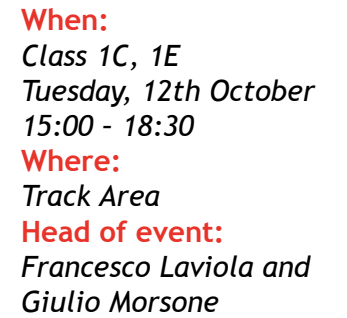 When:
Class 1C, 1E
Tuesday, 12th October
15:00 – 18:30
Where:
Track Area
Head of event:
Francesco Laviola and
Giulio Morsone